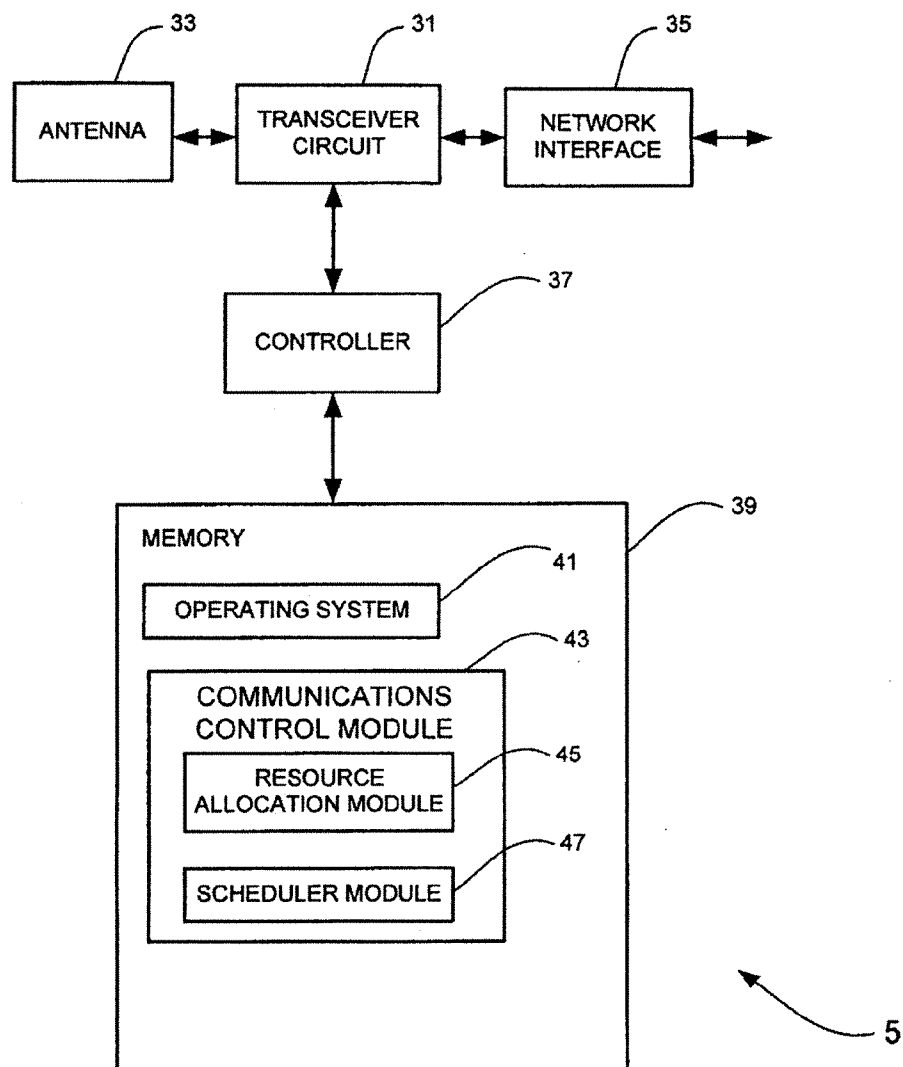 33
31
35
ANTENNA
TRANSCEIVER
CIRCUIT
NETWORK
INTERFACE
37
CONTROLLER
39
MEMORY
41
OPERATING SYSTEM
43
COMMUNICATIONS
CONTROL MODULE
45
RESOURCE
ALLOCATION MODULE
47
SCHEDULER MODULE
5